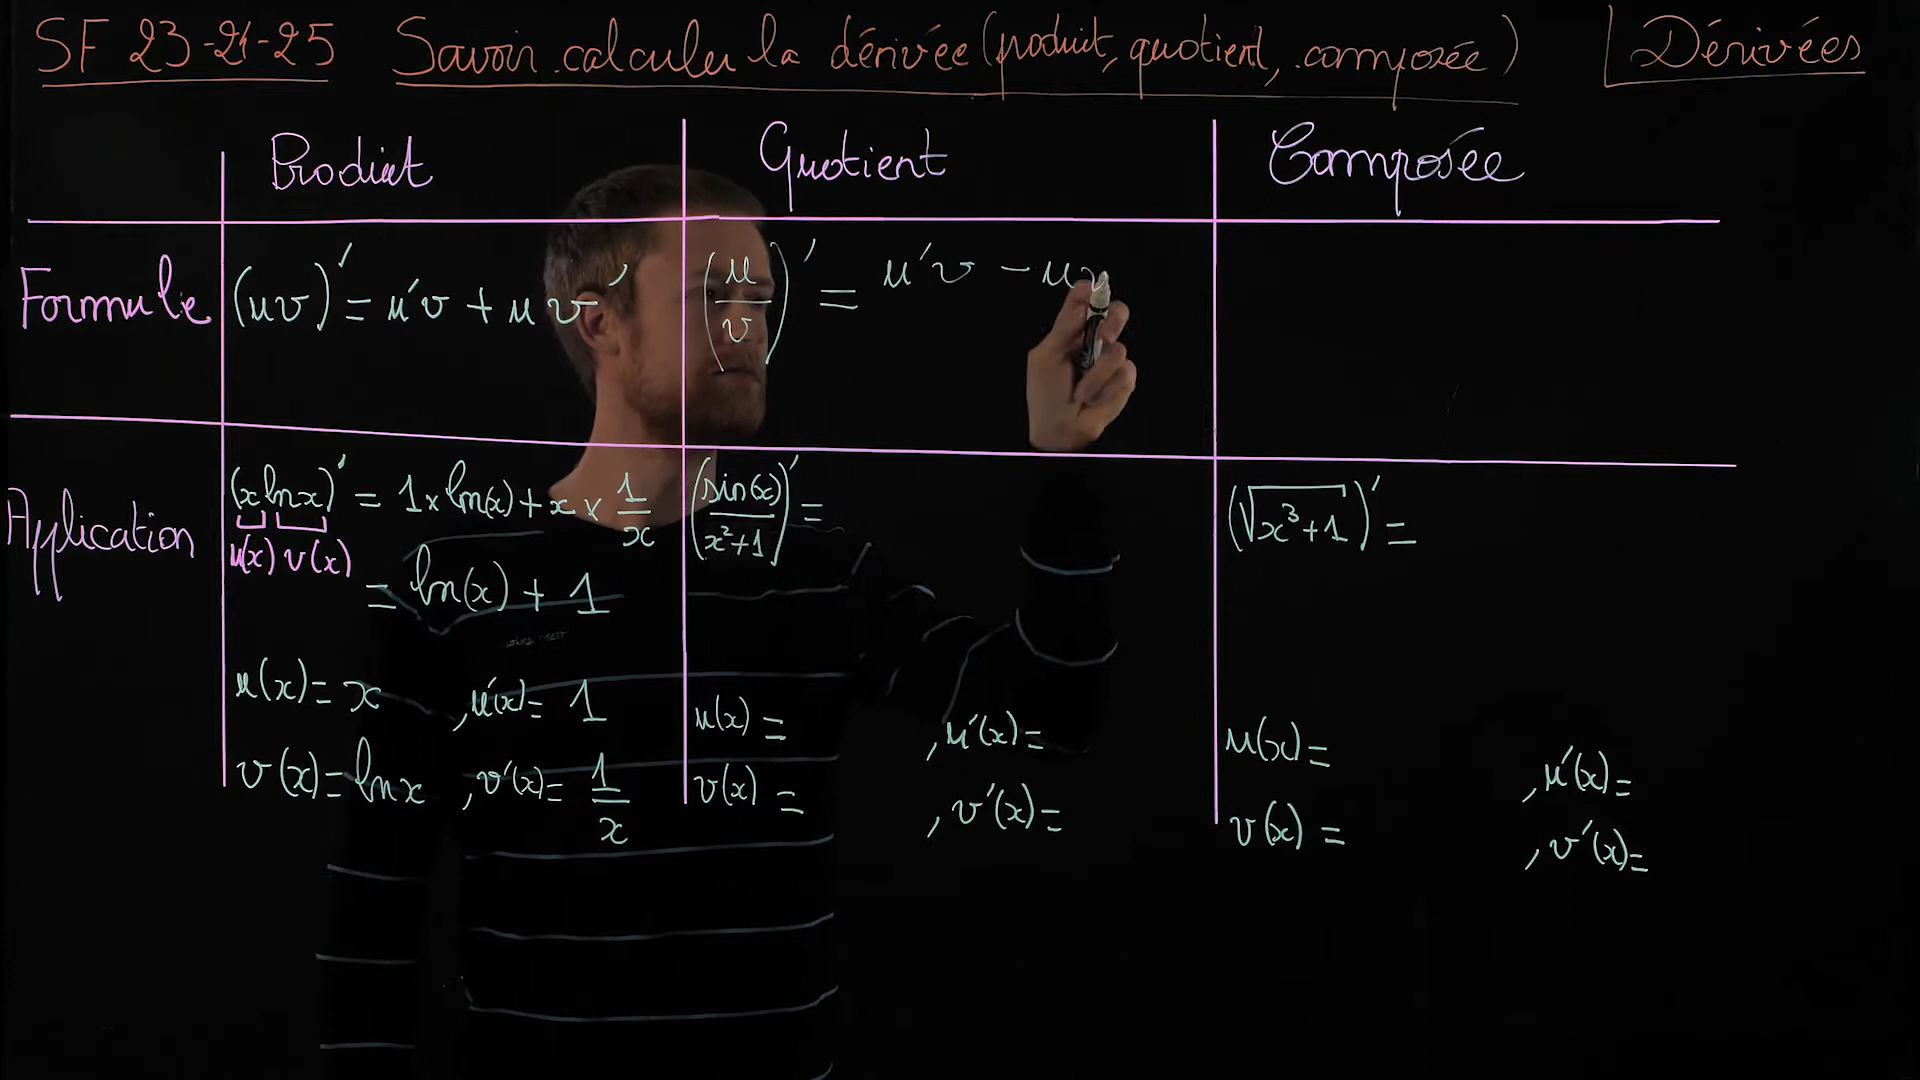 SF 23-24-25 Savoir calculer la dérivée (produit, quotient, composée) Dérivées
Produit Quotient Composée
Formule (uv)' = u'v + uv' (u/v)' = u'v - uv
Application (x ln x)' = 1 × ln(x) + x × 1/x (sin(x)/x²+1)' = (√x³+1)' =
u(x) v(x)
= ln(x) + 1
u(x) = x , u'(x) = 1 u(x) = , u'(x) = u(x) = , u'(x) =
v(x) = ln x , v'(x) = 1/x v(x) = , v'(x) = v(x) = , v'(x) =